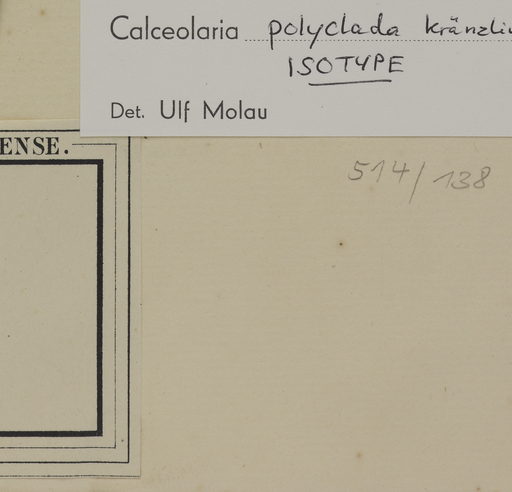 Calceolaria polyclada
ISOTYPE
Det. Ulf Molau
ENSE.
514/138